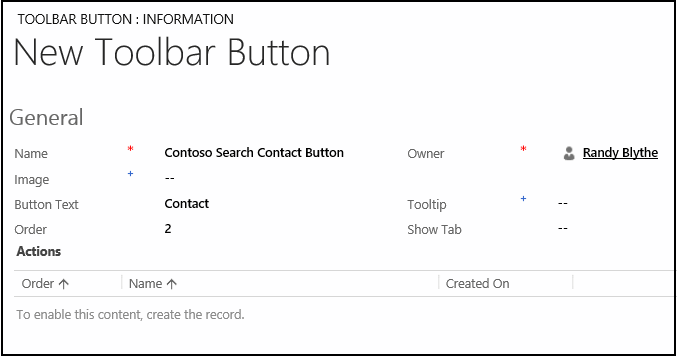 TOOLBAR BUTTON : INFORMATION
New Toolbar Button
General
Name * Contoso Search Contact Button Owner * Randy Blythe
Image + --
Button Text Contact Tooltip + --
Order 2 Show Tab --
Actions
Order ↑ Name ↑ Created On
To enable this content, create the record.